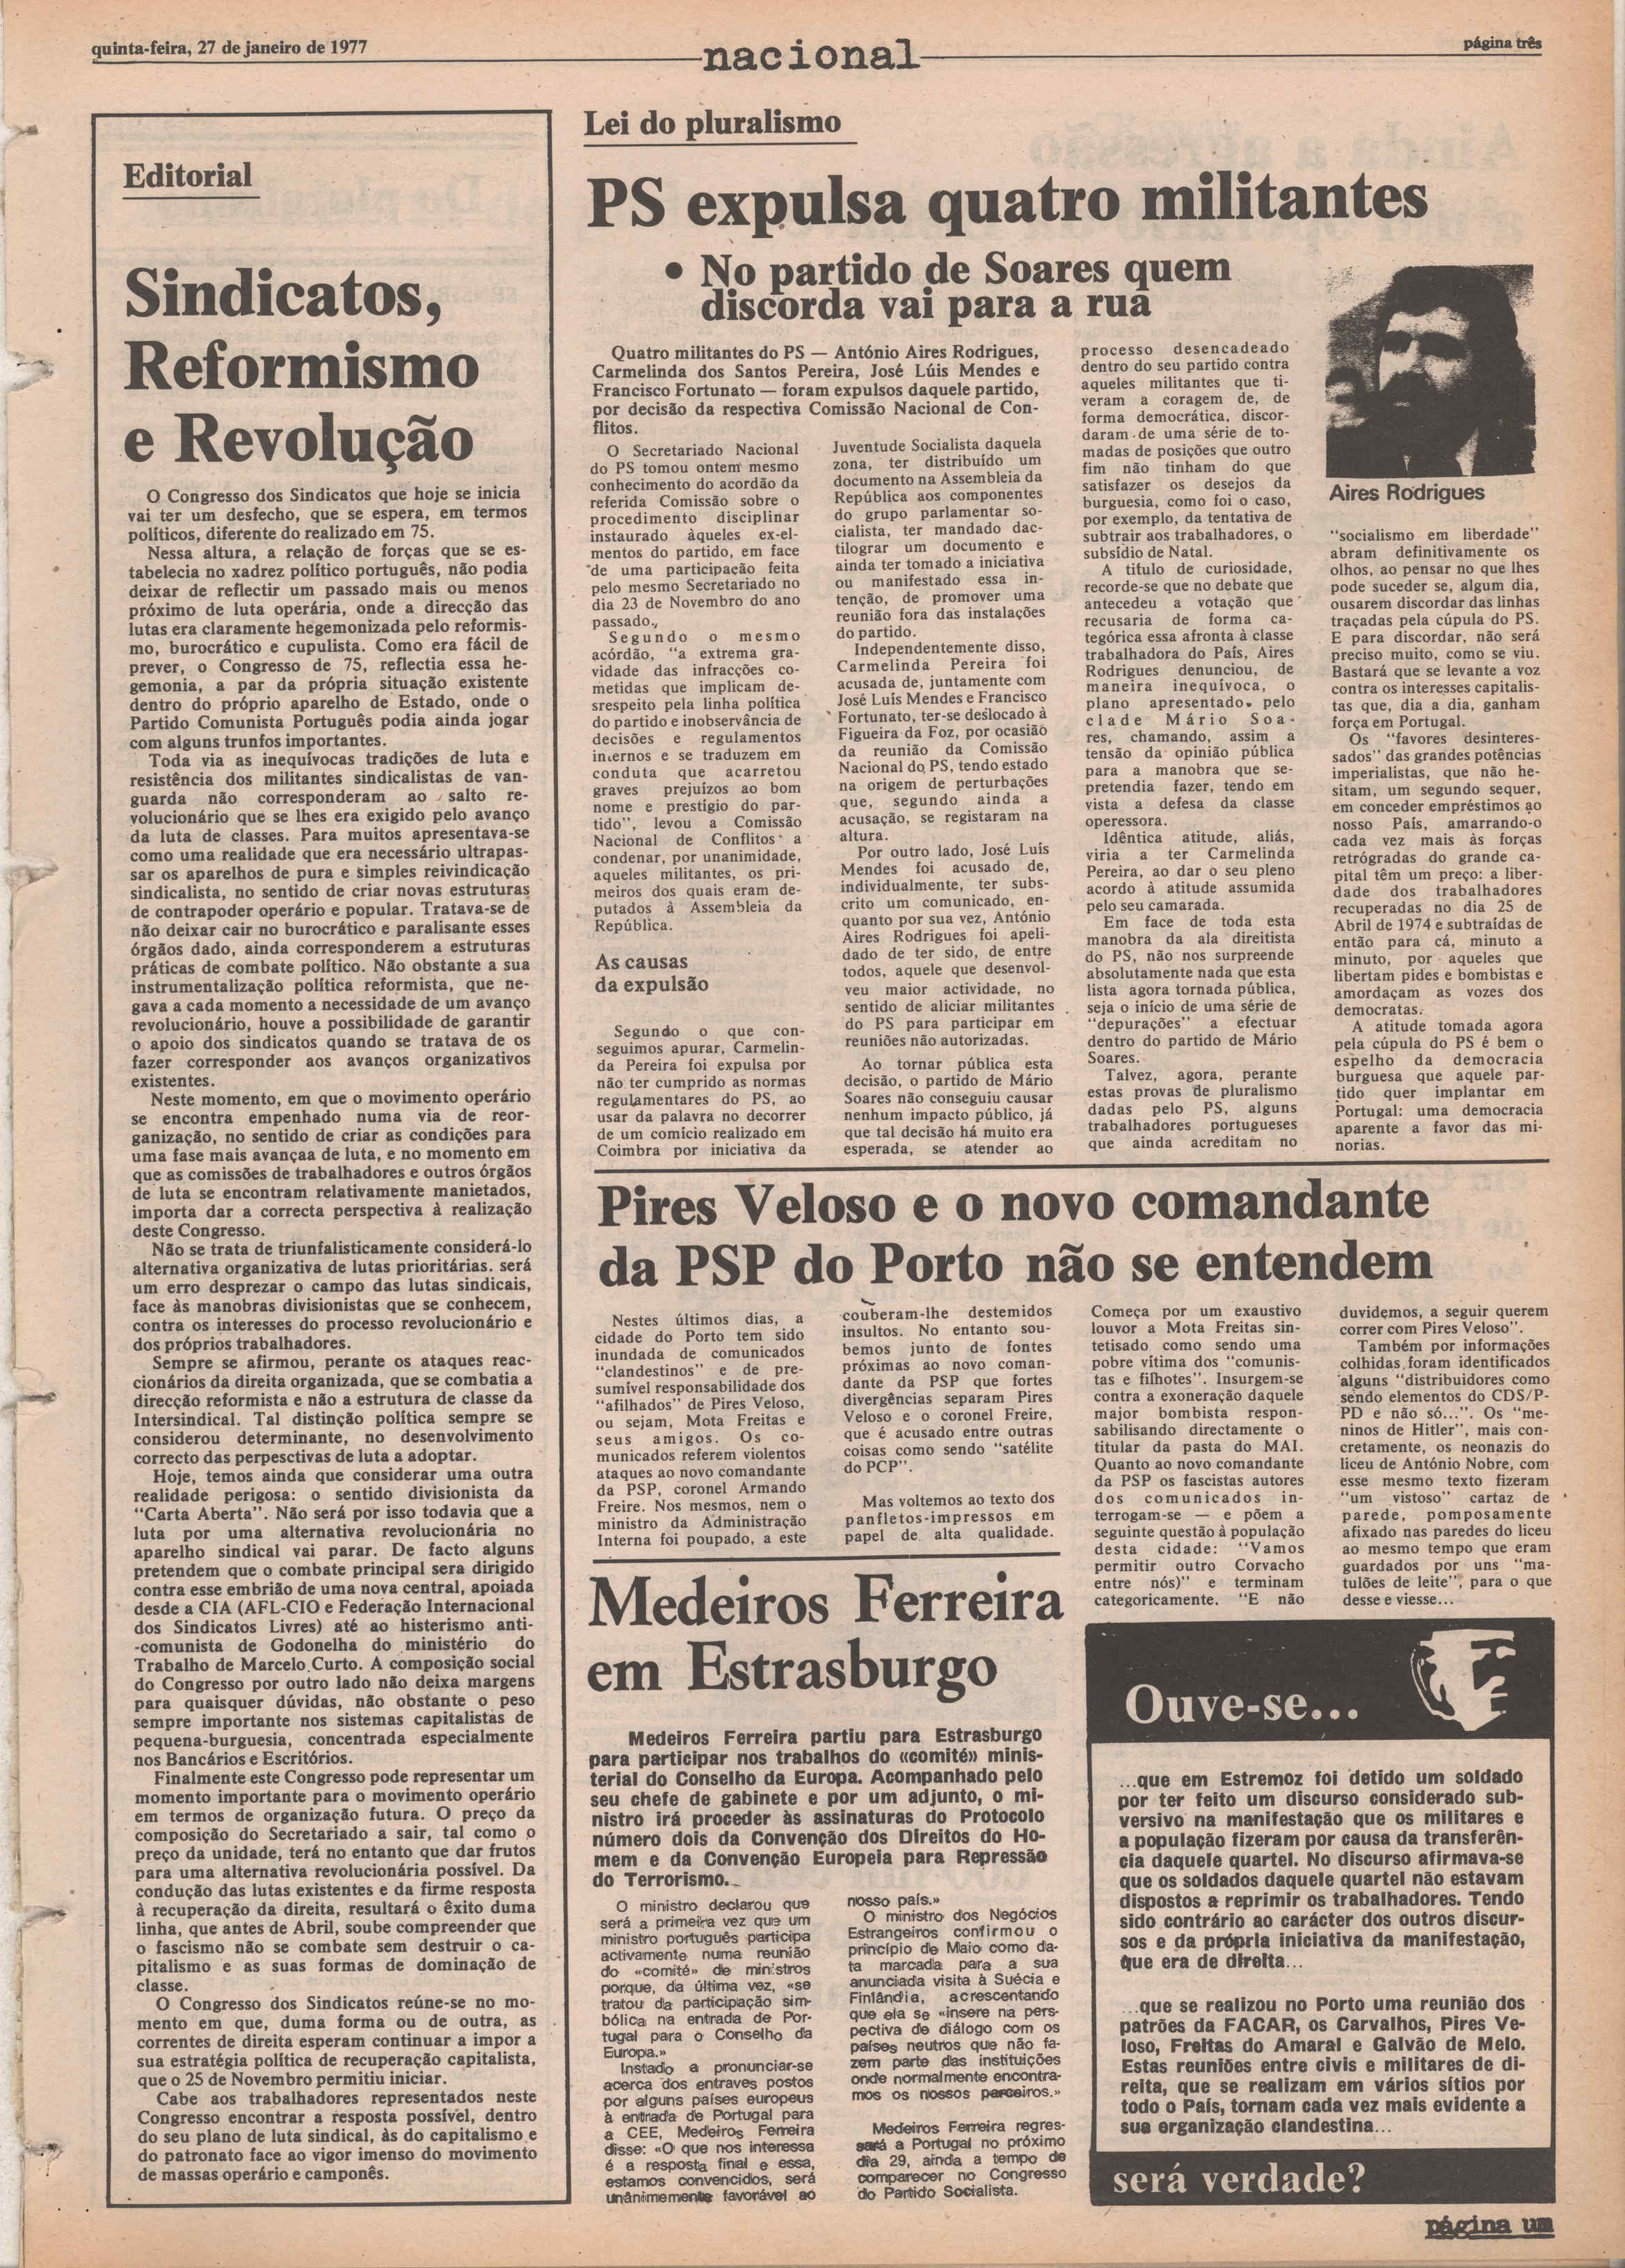 quinta-feira, 27 de janeiro de 1977
nacional
página três
Editorial
Sindicatos,
Reformismo
e Revolução
O Congresso dos Sindicatos que hoje se inicia
vai ter um desfecho, que se espera, em termos
políticos, diferente do realizado em 75.
Nessa altura, a relação de forças que se es-
tabelecia no xadrez político português, não podia
deixar de reflectir um passado mais ou menos
próximo de luta operária, onde a direcção das
lutas era claramente hegemonizada pelo reformis-
mo, burocrático e cupulista. Como era fácil de
prever, o Congresso de 75, reflectia essa he-
gemonia, a par da própria situação existente
dentro do próprio aparelho de Estado, onde o
Partido Comunista Português podia ainda jogar
com alguns trunfos importantes.
Toda via as inequívocas tradições de luta e
resistência dos militantes sindicalistas de van-
guarda não corresponderam ao salto re-
volucionário que se lhes era exigido pelo avanço
da luta de classes. Para muitos apresentava-se
como uma realidade que era necessário ultrapas-
sar os aparelhos de pura e simples reivindicação
sindicalista, no sentido de criar novas estruturas
de contrapoder operário e popular. Tratava-se de
não deixar cair no burocrático e paralisante esses
órgãos dado, ainda corresponderem a estruturas
práticas de combate político. Não obstante a sua
instrumentalização política reformista, que ne-
gava a cada momento a necessidade de um avanço
revolucionário, houve a possibilidade de garantir
o apoio dos sindicatos quando se tratava de os
fazer corresponder aos avanços organizativos
existentes.
Neste momento, em que o movimento operário
se encontra empenhado numa via de reor-
ganização, no sentido de criar as condições para
uma fase mais avançaa de luta, e no momento em
que as comissões de trabalhadores e outros órgãos
de luta se encontram relativamente manietados,
importa dar a correcta perspectiva à realização
deste Congresso.
Não se trata de triunfalisticamente considerá-lo
alternativa organizativa de lutas prioritárias. será
um erro desprezar o campo das lutas sindicais,
face às manobras divisionistas que se conhecem,
contra os interesses do processo revolucionário e
dos próprios trabalhadores.
Sempre se afirmou, perante os ataques reac-
cionários da direita organizada, que se combatia a
direcção reformista e não a estrutura de classe da
Intersindical. Tal distinção política sempre se
considerou determinante, no desenvolvimento
correcto das perpesctivas de luta a adoptar.
Hoje, temos ainda que considerar uma outra
realidade perigosa: o sentido divisionista da
"Carta Aberta". Não será por isso todavia que a
luta por uma alternativa revolucionária no
aparelho sindical vai parar. De facto alguns
pretendem que o combate principal sera dirigido
contra esse embrião de uma nova central, apoiada
desde a CIA (AFL-CIO e Federação Internacional
dos Sindicatos Livres) até ao histerismo anti-
-comunista de Godonelha do ministério do
Trabalho de Marcelo Curto. A composição social
do Congresso por outro lado não deixa margens
para quaisquer dúvidas, não obstante o peso
sempre importante nos sistemas capitalistas de
pequena-burguesia, concentrada especialmente
nos Bancários e Escritórios.
Finalmente este Congresso pode representar um
momento importante para o movimento operário
em termos de organização futura. O preço da
composição do Secretariado a sair, tal como o
preço da unidade, terá no entanto que dar frutos
para uma alternativa revolucionária possível. Da
condução das lutas existentes e da firme resposta
à recuperação da direita, resultará o êxito duma
linha, que antes de Abril, soube compreender que
o fascismo não se combate sem destruir o ca-
pitalismo e as suas formas de dominação de
classe.
O Congresso dos Sindicatos reúne-se no mo-
mento em que, duma forma ou de outra, as
correntes de direita esperam continuar a impor a
sua estratégia política de recuperação capitalista,
que o 25 de Novembro permitiu iniciar.
Cabe aos trabalhadores representados neste
Congresso encontrar a resposta possível, dentro
do seu plano de luta sindical, às do capitalismo e
do patronato face ao vigor imenso do movimento
de massas operário e camponês.
Lei do pluralismo
PS expulsa quatro militantes
• No partido de Soares quem
discorda vai para a rua
Quatro militantes do PS — António Aires Rodrigues,
Carmelinda dos Santos Pereira, José Lúis Mendes e
Francisco Fortunato — foram expulsos daquele partido,
por decisão da respectiva Comissão Nacional de Con-
flitos.
O Secretariado Nacional
do PS tomou ontem mesmo
conhecimento do acordão da
referida Comissão sobre o
procedimento disciplinar
instaurado àqueles ex-el-
mentos do partido, em face
de uma participação feita
pelo mesmo Secretariado no
dia 23 de Novembro do ano
passado.,
Segundo o mesmo
acórdão, "a extrema gra-
vidade das infracções co-
metidas que implicam de-
srespeito pela linha política
do partido e inobservância de
decisões e regulamentos
internos e se traduzem em
conduta que acarretou
graves prejuízos ao bom
nome e prestígio do par-
tido", levou a Comissão
Nacional de Conflitos a
condenar, por unanimidade,
aqueles militantes, os pri-
meiros dos quais eram de-
putados à Assembleia da
República.
As causas
da expulsão
Segundo o que con-
seguimos apurar, Carmelin-
da Pereira foi expulsa por
não ter cumprido as normas
regulamentares do PS, ao
usar da palavra no decorrer
de um comício realizado em
Coimbra por iniciativa da
Juventude Socialista daquela
zona, ter distribuído um
documento na Assembleia da
República aos componentes
do grupo parlamentar so-
cialista, ter mandado dac-
tilograr um documento e
ainda ter tomado a iniciativa
ou manifestado essa in-
tenção, de promover uma
reunião fora das instalações
do partido.
Independentemente disso,
Carmelinda Pereira foi
acusada de, juntamente com
José Luís Mendes e Francisco
Fortunato, ter-se deslocado à
Figueira da Foz, por ocasião
da reunião da Comissão
Nacional do PS, tendo estado
na origem de perturbações
que, segundo ainda a
acusação, se registaram na
altura.
Por outro lado, José Luís
Mendes foi acusado de,
individualmente, ter subs-
crito um comunicado, en-
quanto por sua vez, António
Aires Rodrigues foi apeli-
dado de ter sido, de entre
todos, aquele que desenvol-
veu maior actividade, no
sentido de aliciar militantes
do PS para participar em
reuniões não autorizadas.
Ao tornar pública esta
decisão, o partido de Mário
Soares não conseguiu causar
nenhum impacto público, já
que tal decisão há muito era
esperada, se atender ao
processo desencadeado
dentro do seu partido contra
aqueles militantes que ti-
veram a coragem de, de
forma democrática, discor-
daram de uma série de to-
madas de posições que outro
fim não tinham do que
satisfazer os desejos da
burguesia, como foi o caso,
por exemplo, da tentativa de
subtrair aos trabalhadores, o
subsídio de Natal.
A titulo de curiosidade,
recorde-se que no debate que
antecedeu a votação que
recusaria de forma ca-
tegórica essa afronta à classe
trabalhadora do País, Aires
Rodrigues denunciou, de
maneira inequívoca, o
plano apresentado pelo
clade Mário Soa-
res, chamando, assim a
tensão da opinião pública
para a manobra que se-
pretendia fazer, tendo em
vista a defesa da classe
operessora.
Idêntica atitude, aliás,
viria a ter Carmelinda
Pereira, ao dar o seu pleno
acordo à atitude assumida
pelo seu camarada.
Em face de toda esta
manobra da ala direitista
do PS, não nos surpreende
absolutamente nada que esta
lista agora tornada pública,
seja o início de uma série de
"depurações" a efectuar
dentro do partido de Mário
Soares.
Talvez, agora, perante
estas provas de pluralismo
dadas pelo PS, alguns
trabalhadores portugueses
que ainda acreditam no
Aires Rodrigues
"socialismo em liberdade"
abram definitivamente os
olhos, ao pensar no que lhes
pode suceder se, algum dia,
ousarem discordar das linhas
traçadas pela cúpula do PS.
E para discordar, não será
preciso muito, como se viu.
Bastará que se levante a voz
contra os interesses capitalis-
tas que, dia a dia, ganham
força em Portugal.
Os "favores desinteres-
sados" das grandes potências
imperialistas, que não he-
sitam, um segundo sequer,
em conceder empréstimos ao
nosso País, amarrando-o
cada vez mais às forças
retrógradas do grande ca-
pital têm um preço: a liber-
dade dos trabalhadores
recuperadas no dia 25 de
Abril de 1974 e subtraídas de
então para cá, minuto a
minuto, por aqueles que
libertam pides e bombistas e
amordaçam as vozes dos
democratas.
A atitude tomada agora
pela cúpula do PS é bem o
espelho da democracia
burguesa que aquele par-
tido quer implantar em
Portugal: uma democracia
aparente a favor das mi-
norias.
Pires Veloso e o novo comandante
da PSP do Porto não se entendem
Nestes últimos dias, a
cidade do Porto tem sido
inundada de comunicados
"clandestinos" e de pre-
sumível responsabilidade dos
"afilhados" de Pires Veloso,
ou sejam, Mota Freitas e
seus amigos. Os co-
municados referem violentos
ataques ao novo comandante
da PSP, coronel Armando
Freire. Nos mesmos, nem o
ministro da Administração
Interna foi poupado, a este
couberam-lhe destemidos
insultos. No entanto sou-
bemos junto de fontes
próximas ao novo coman-
dante da PSP que fortes
divergências separam Pires
Veloso e o coronel Freire,
que é acusado entre outras
coisas como sendo "satélite
do PCP".
Mas voltemos ao texto dos
panfletos-impressos em
papel de alta qualidade.
Começa por um exaustivo
louvor a Mota Freitas sin-
tetisado como sendo uma
pobre vítima dos "comunis-
tas e filhotes". Insurgem-se
contra a exoneração daquele
major bombista respon-
sabilisando directamente o
titular da pasta do MAI.
Quanto ao novo comandante
da PSP os fascistas autores
dos comunicados in-
terrogam-se — e põem a
seguinte questão à população
desta cidade: "Vamos
permitir outro Corvacho
entre nós)" e terminam
categoricamente. "E não
duvidemos, a seguir querem
correr com Pires Veloso".
Também por informações
colhidas foram identificados
alguns "distribuidores como
sendo elementos do CDS/P-
PD e não só...". Os "me-
ninos de Hitler", mais con-
cretamente, os neonazis do
liceu de António Nobre, com
esse mesmo texto fizeram
"um vistoso" cartaz de
parede, pomposamente
afixado nas paredes do liceu
ao mesmo tempo que eram
guardados por uns "ma-
tulões de leite", para o que
desse e viesse...
Medeiros Ferreira
em Estrasburgo
Medeiros Ferreira partiu para Estrasburgo
para participar nos trabalhos do «comité» minis-
terial do Conselho da Europa. Acompanhado pelo
seu chefe de gabinete e por um adjunto, o mi-
nistro irá proceder às assinaturas do Protocolo
número dois da Convenção dos Direitos do Ho-
mem e da Convenção Europeia para Repressão
do Terrorismo.
O ministro declarou que
será a primeira vez que um
ministro português participa
activamente numa reunião
do «comité» de ministros
porque, da última vez, «se
tratou da participação sim-
bólica na entrada de Por-
tugal para o Conselho da
Europa.»
Instado a pronunciar-se
acerca dos entraves postos
por alguns países europeus
à entrada de Portugal para
a CEE, Medeiros Ferreira
disse: «O que nos interessa
é a resposta final e essa,
estamos convencidos, será
unânimemente favorável ao
nosso país.»
O ministro dos Negócios
Estrangeiros confirmou o
princípio de Maio como da-
ta marcada para a sua
anunciada visita à Suécia e
Finlândia, acrescentando
que ela se «insere na pers-
pectiva de diálogo com os
países neutros que não fa-
zem parte das instituições
onde normalmente encontra-
mos os nossos parceiros.»
Medeiros Ferreira regres-
sará a Portugal no próximo
dia 29, ainda a tempo de
comparecer no Congresso
do Partido Socialista.
Ouve-se...
...que em Estremoz foi detido um soldado
por ter feito um discurso considerado sub-
versivo na manifestação que os militares e
a população fizeram por causa da transferên-
cia daquele quartel. No discurso afirmava-se
que os soldados daquele quartel não estavam
dispostos a reprimir os trabalhadores. Tendo
sido contrário ao carácter dos outros discur-
sos e da própria iniciativa da manifestação,
que era de direita...
...que se realizou no Porto uma reunião dos
patrões da FACAR, os Carvalhos, Pires Ve-
loso, Freitas do Amaral e Galvão de Melo.
Estas reuniões entre civis e militares de di-
reita, que se realizam em vários sítios por
todo o País, tornam cada vez mais evidente a
sua organização clandestina...
será verdade?
página um